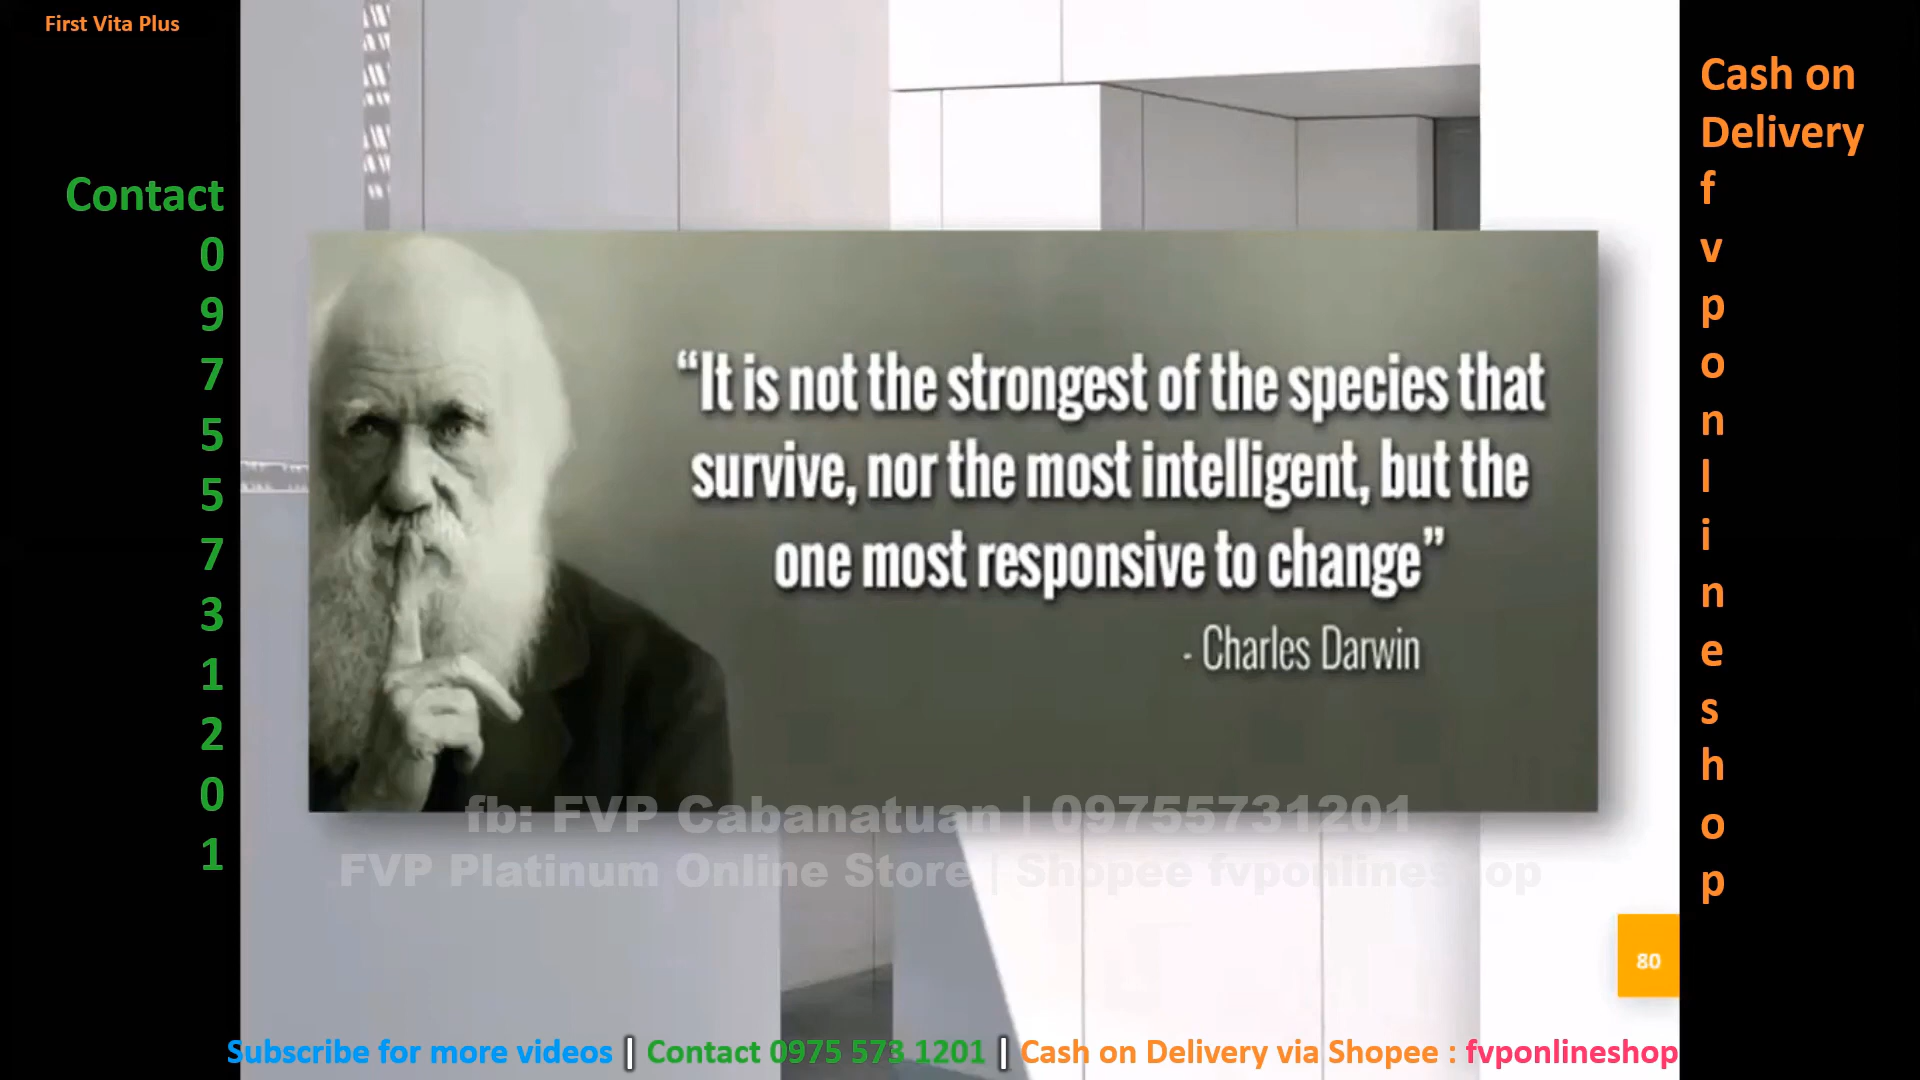 First Vita Plus
Contact
0
9
7
5
5
7
3
1
2
0
1
“It is not the strongest of the species that
survive, nor the most intelligent, but the
one most responsive to change”
- Charles Darwin
fb: FVP Cabanatuan | 09755731201
FVP Platinum Online Store | Shopee fvponlineshop
80
Cash on
Delivery
f
v
p
o
n
l
i
n
e
s
h
o
p
Subscribe for more videos | Contact 0975 573 1201 | Cash on Delivery via Shopee : fvponlineshop